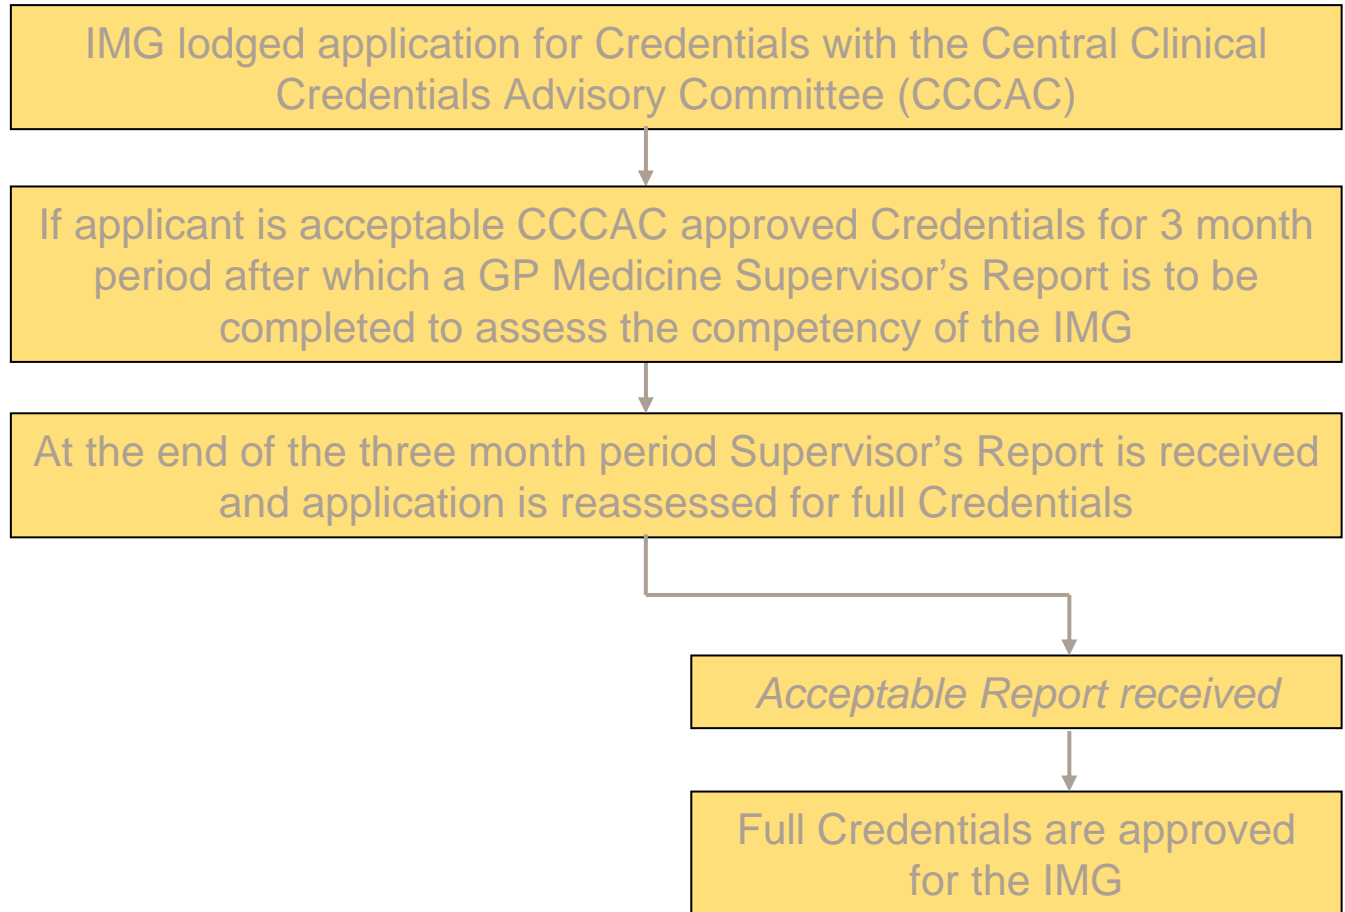 IMG lodged application for Credentials with the Central Clinical
Credentials Advisory Committee (CCCAC)
If applicant is acceptable CCCAC approved Credentials for 3 month
period after which a GP Medicine Supervisor’s Report is to be
completed to assess the competency of the IMG
At the end of the three month period Supervisor’s Report is received
and application is reassessed for full Credentials
Acceptable Report received
Full Credentials are approved
for the IMG